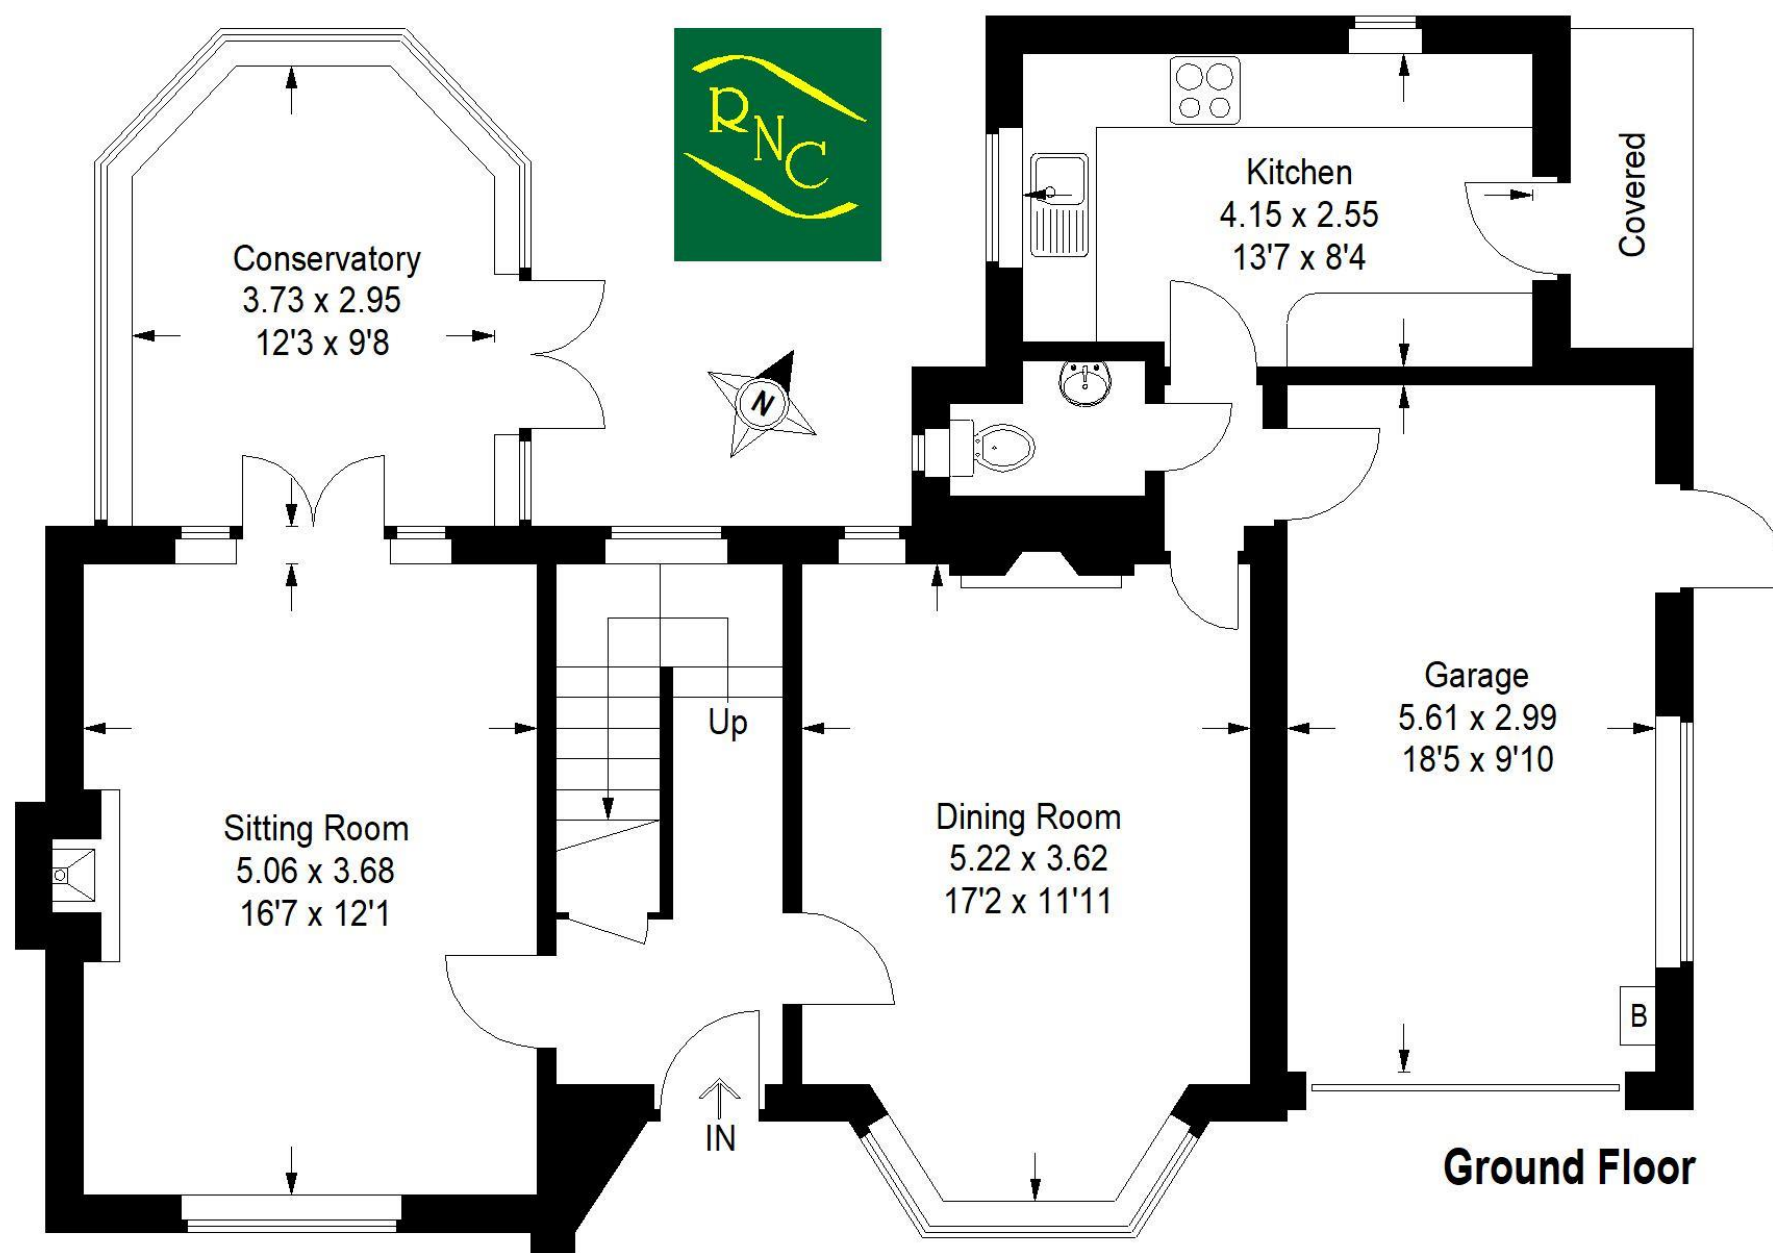 RNC
Conservatory
3.73 x 2.95
12'3 x 9'8
Kitchen
4.15 x 2.55
13'7 x 8'4
Covered
N
Garage
5.61 x 2.99
18'5 x 9'10
Up
Sitting Room
5.06 x 3.68
16'7 x 12'1
Dining Room
5.22 x 3.62
17'2 x 11'11
B
IN
Ground Floor